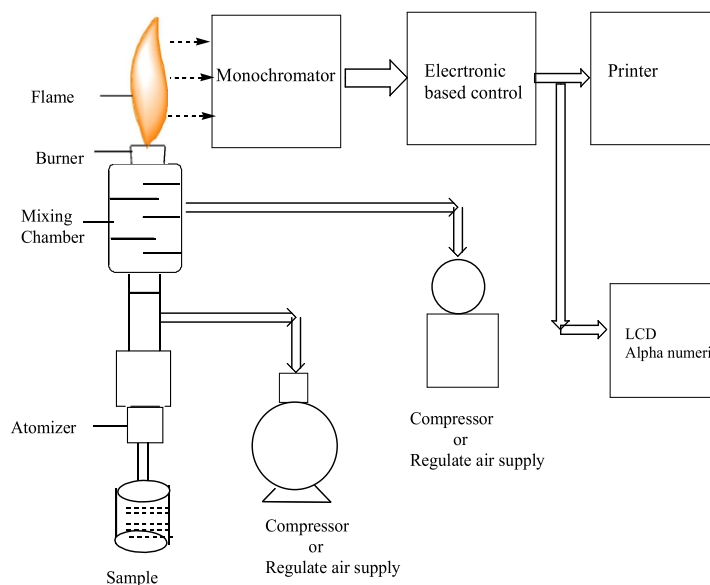 Flame
Monochromator
Elecrtronic
based control
Printer
Burner
Mixing
Chamber
LCD
Alpha numeri
Atomizer
Compressor
or
Regulate air supply
Compressor
or
Regulate air supply
Sample